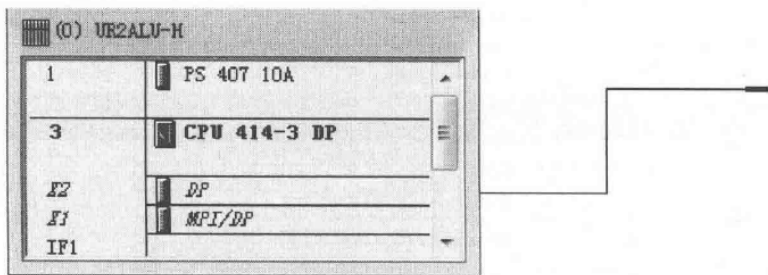 (0) UR2ALU-H
1 PS 407 10A
3 CPU 414-3 DP
X2 DP
X1 MPI/DP
IF1